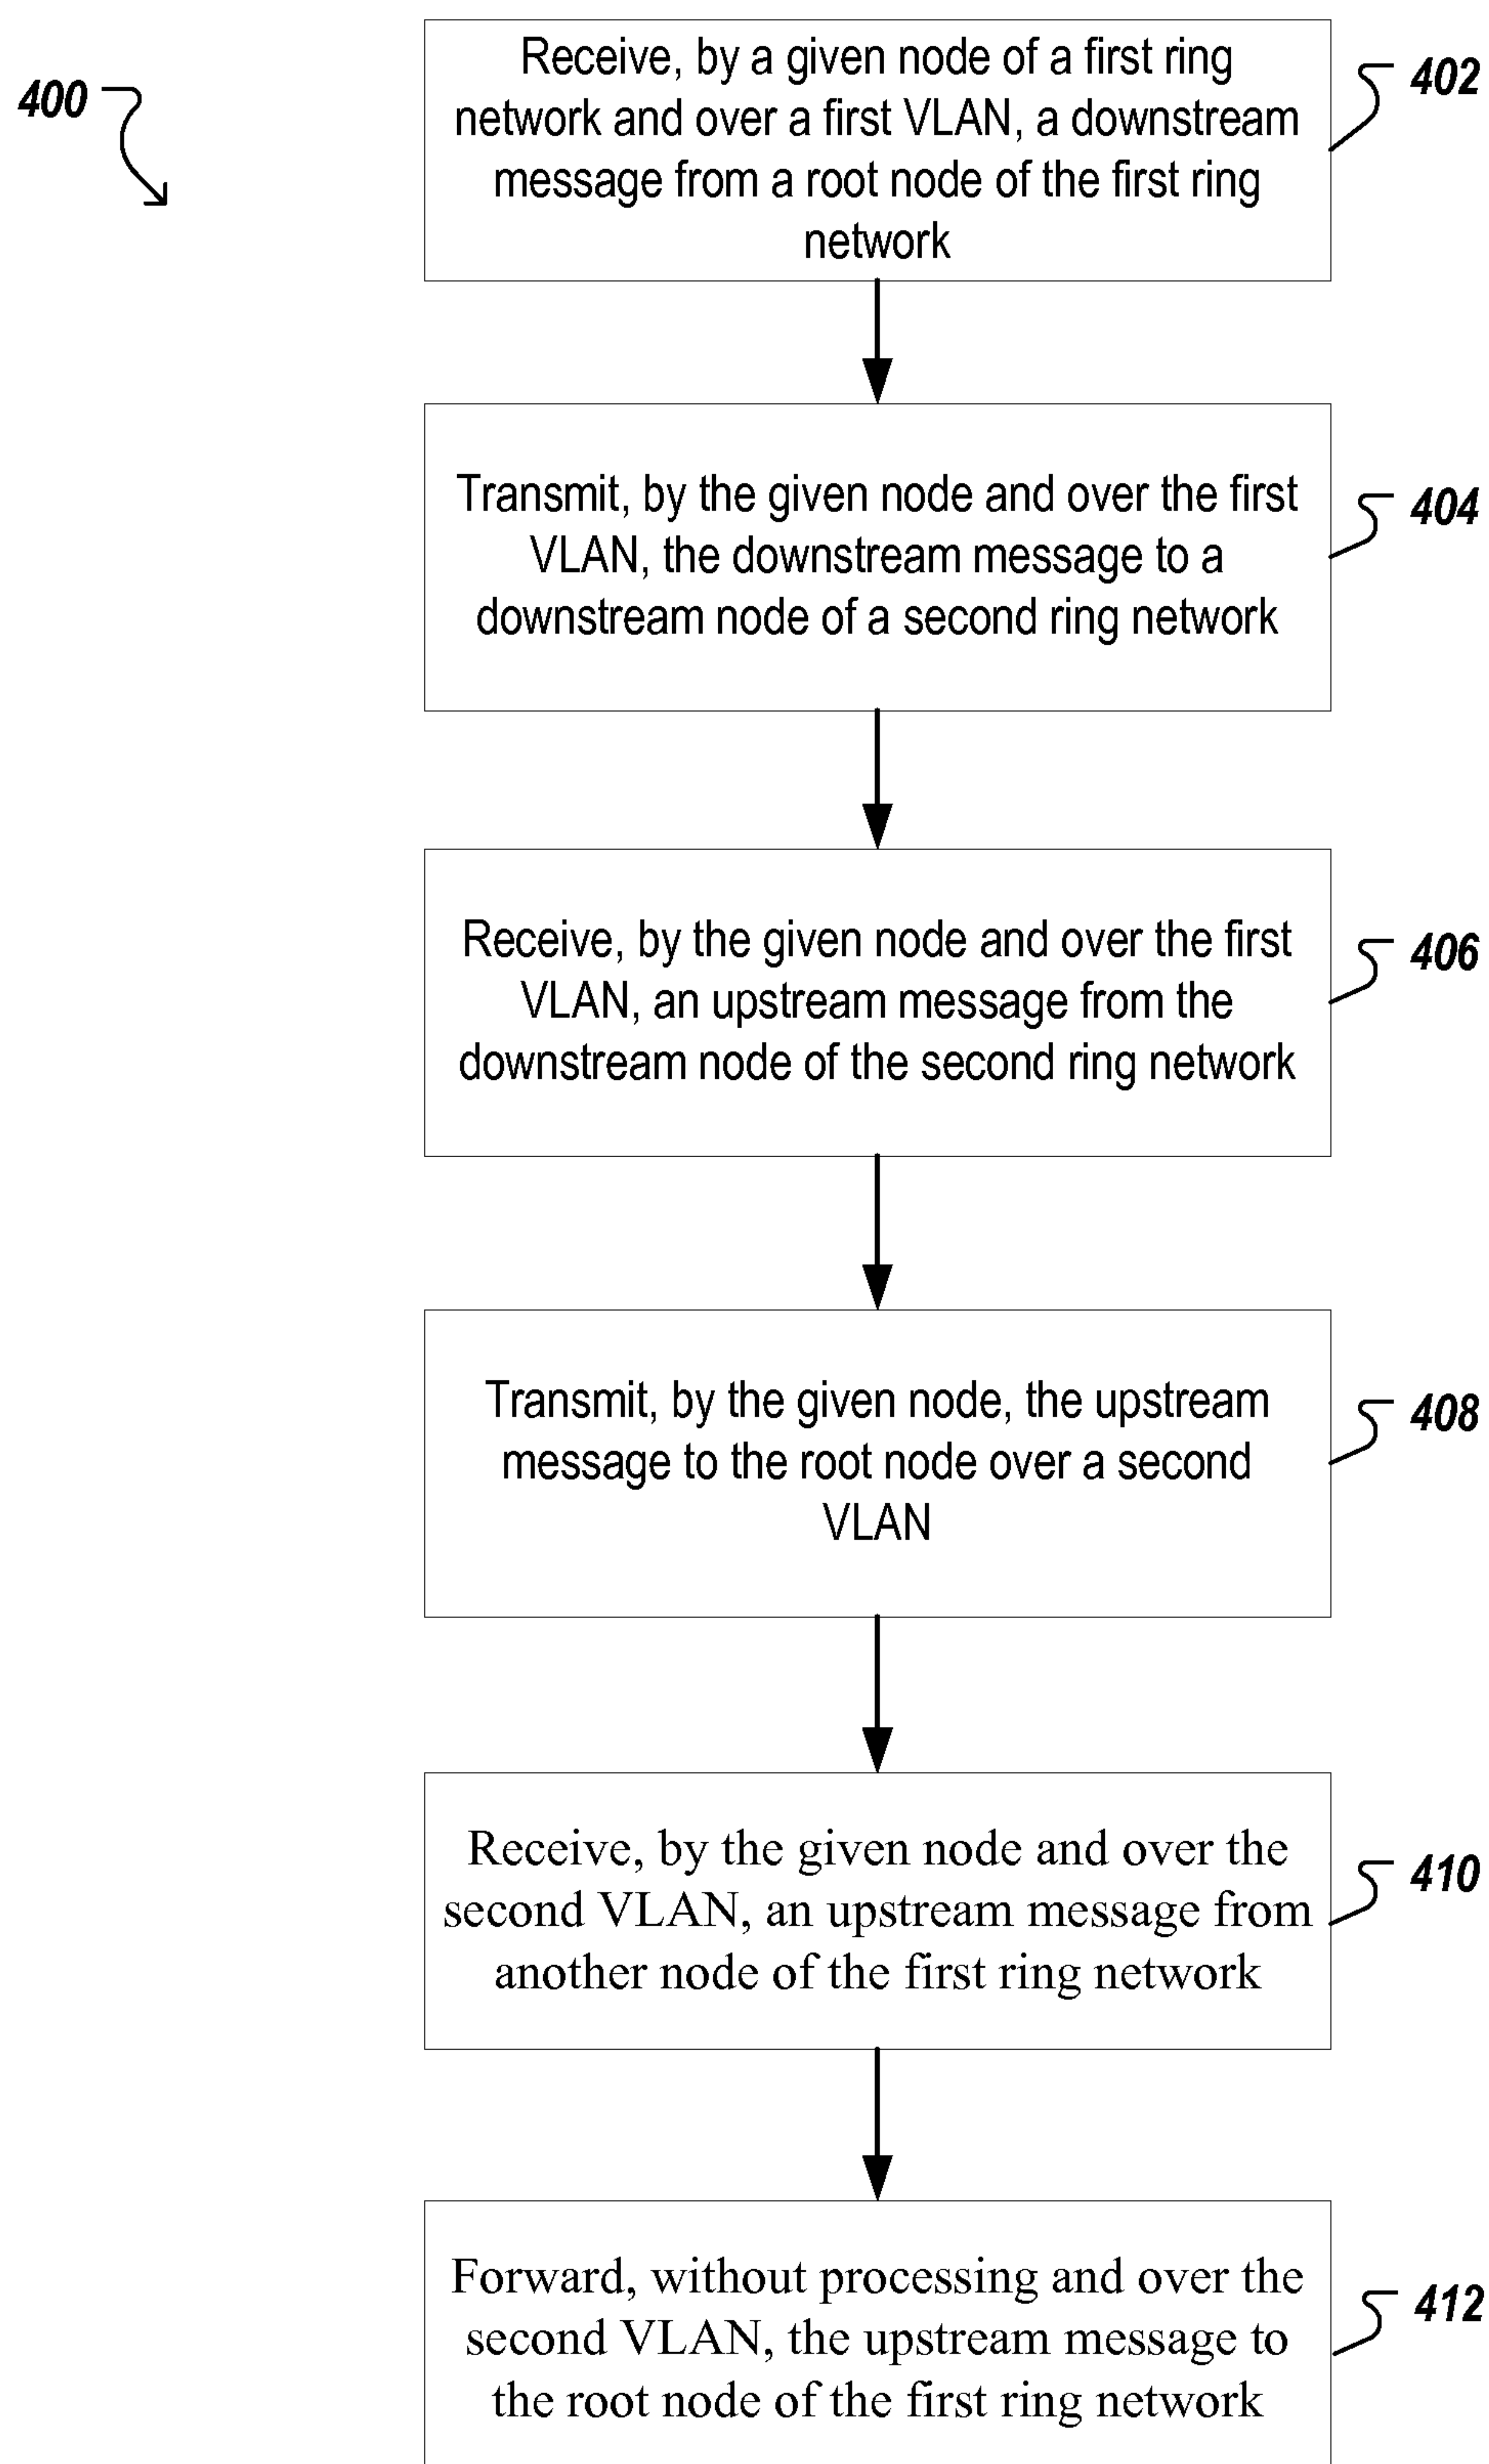 400
Receive, by a given node of a first ring
network and over a first VLAN, a downstream
message from a root node of the first ring
network
402
Transmit, by the given node and over the first
VLAN, the downstream message to a
downstream node of a second ring network
404
Receive, by the given node and over the first
VLAN, an upstream message from the
downstream node of the second ring network
406
Transmit, by the given node, the upstream
message to the root node over a second
VLAN
408
Receive, by the given node and over the
second VLAN, an upstream message from
another node of the first ring network
410
Forward, without processing and over the
second VLAN, the upstream message to
the root node of the first ring network
412